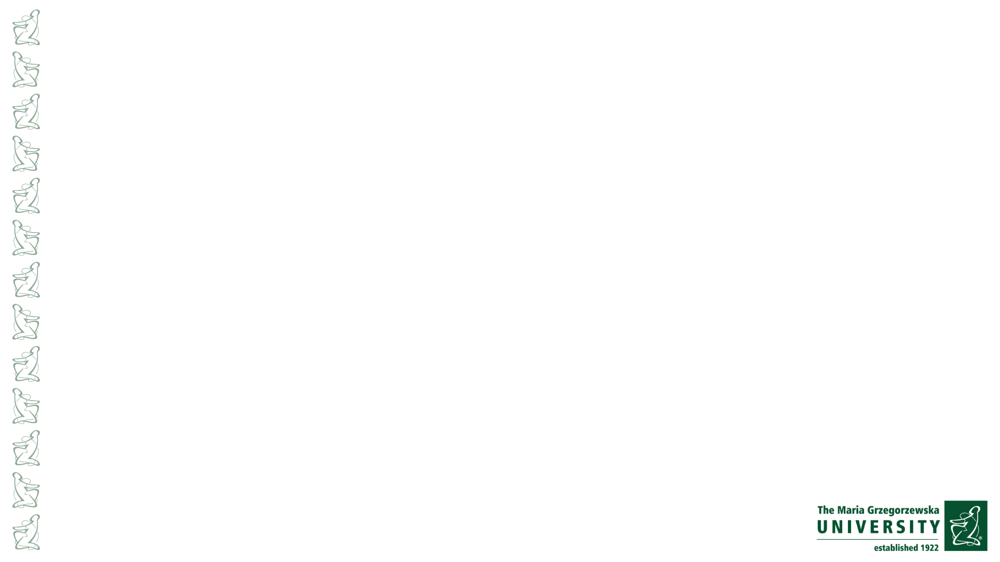 The Maria Grzegorzewska
UNIVERSITY
established 1922
®